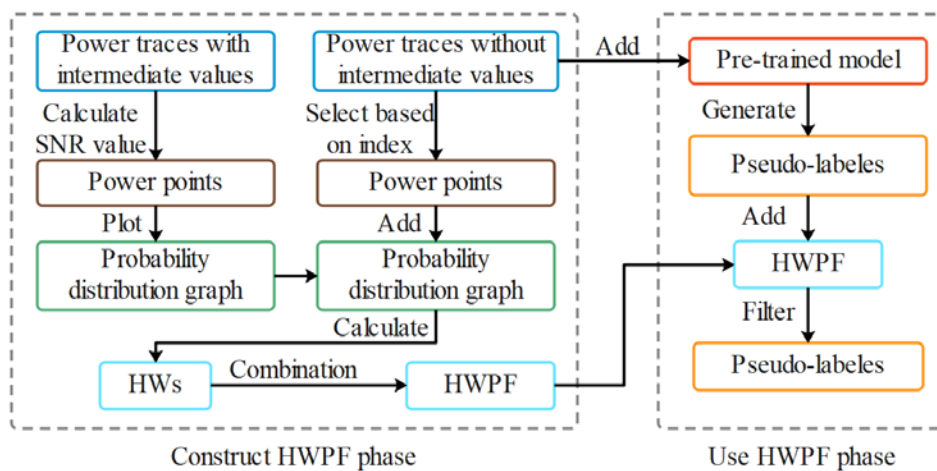 Power traces with
intermediate values
Power traces without
intermediate values
Add
Pre-trained model
Calculate
SNR value
Select based
on index
Generate
Power points
Power points
Pseudo-labeles
Plot
Add
Add
Probability
distribution graph
Probability
distribution graph
HWPF
Calculate
Filter
HWs
Combination
HWPF
Pseudo-labeles
Construct HWPF phase
Use HWPF phase